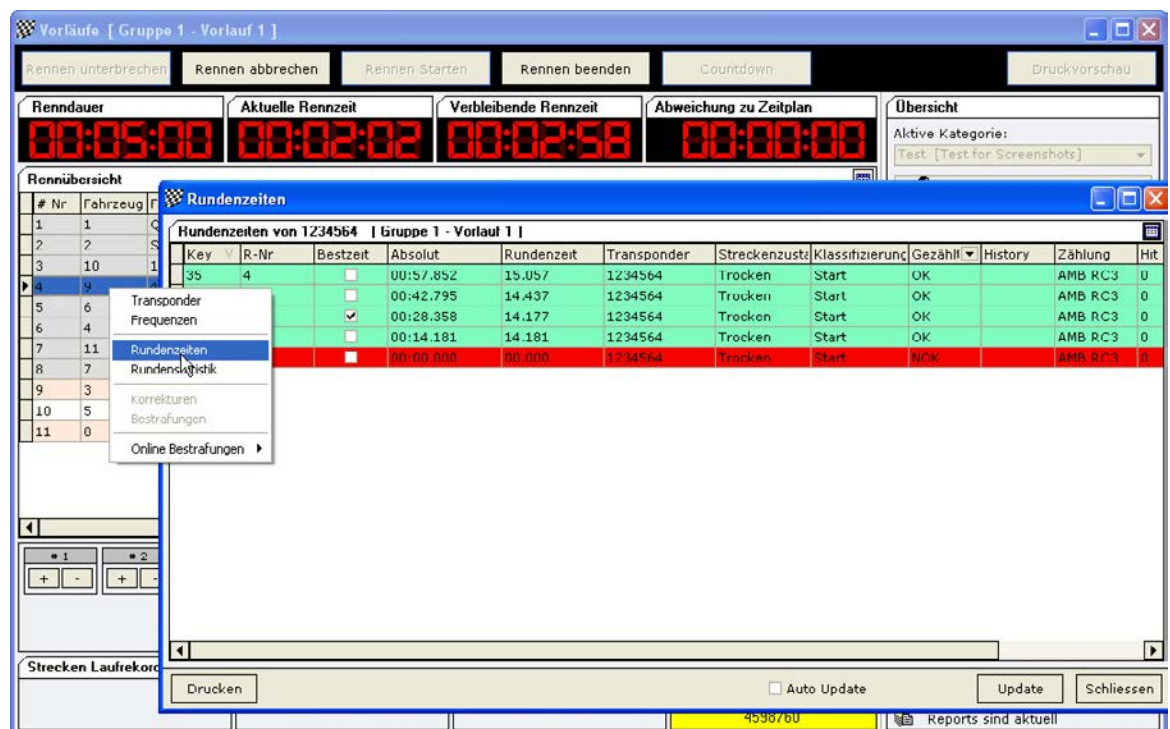 Vorläufe [ Gruppe 1 - Vorlauf 1 ]
Rennen unterbrechen Rennen abbrechen Rennen Starten Rennen beenden Countdown Druckvorschau
Renndauer Aktuelle Rennzeit Verbleibende Rennzeit Abweichung zu Zeitplan Übersicht
00:05:00 00:02:02 00:02:58 00:00:00
Aktive Kategorie:
Test [Test for Screenshots]
Rennübersicht
# Nr Fahrzeug
1 1
2 2
3 10
4 9
5 6
6 4
7 11
8 7
9 3
10 5
11 0
Transponder
Frequenzen
Rundenzeiten
Rundenstatistik
Korrekturen
Bestrafungen
Online Bestrafungen
Rundenzeiten
Rundenzeiten von 1234564 [ Gruppe 1 - Vorlauf 1 ]
Key R-Nr Bestzeit Absolut Rundenzeit Transponder Streckenzusta Klassifizierung Gezählt History Zählung Hit
35 4 00:57.852 15.057 1234564 Trocken Start OK AMB RC3 0
00:42.795 14.437 1234564 Trocken Start OK AMB RC3 0
00:28.358 14.177 1234564 Trocken Start OK AMB RC3 0
00:14.181 14.181 1234564 Trocken Start OK AMB RC3 0
00:00.000 00.000 1234564 Trocken Start NOK AMB RC3 0
# 1 # 2
+ - + -
Strecken Laufrekord
Drucken Auto Update Update Schliessen
4598760 Reports sind aktuell